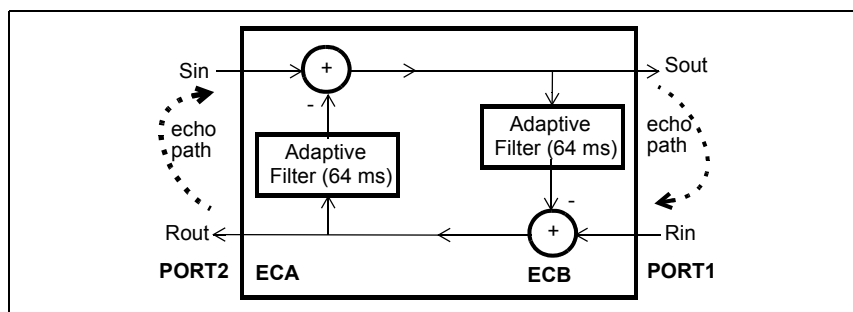 Sin
+
Sout
-
echo
path
Adaptive
Filter (64 ms)
Adaptive
Filter (64 ms)
echo
path
-
Rout
+
Rin
PORT2
ECA
ECB
PORT1